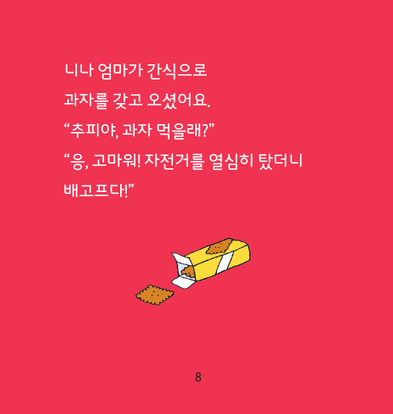 니나 엄마가 간식으로
과자를 갖고 오셨어요.
“추피야, 과자 먹을래?”
“응, 고마워! 자전거를 열심히 탔더니
배고프다!”
8